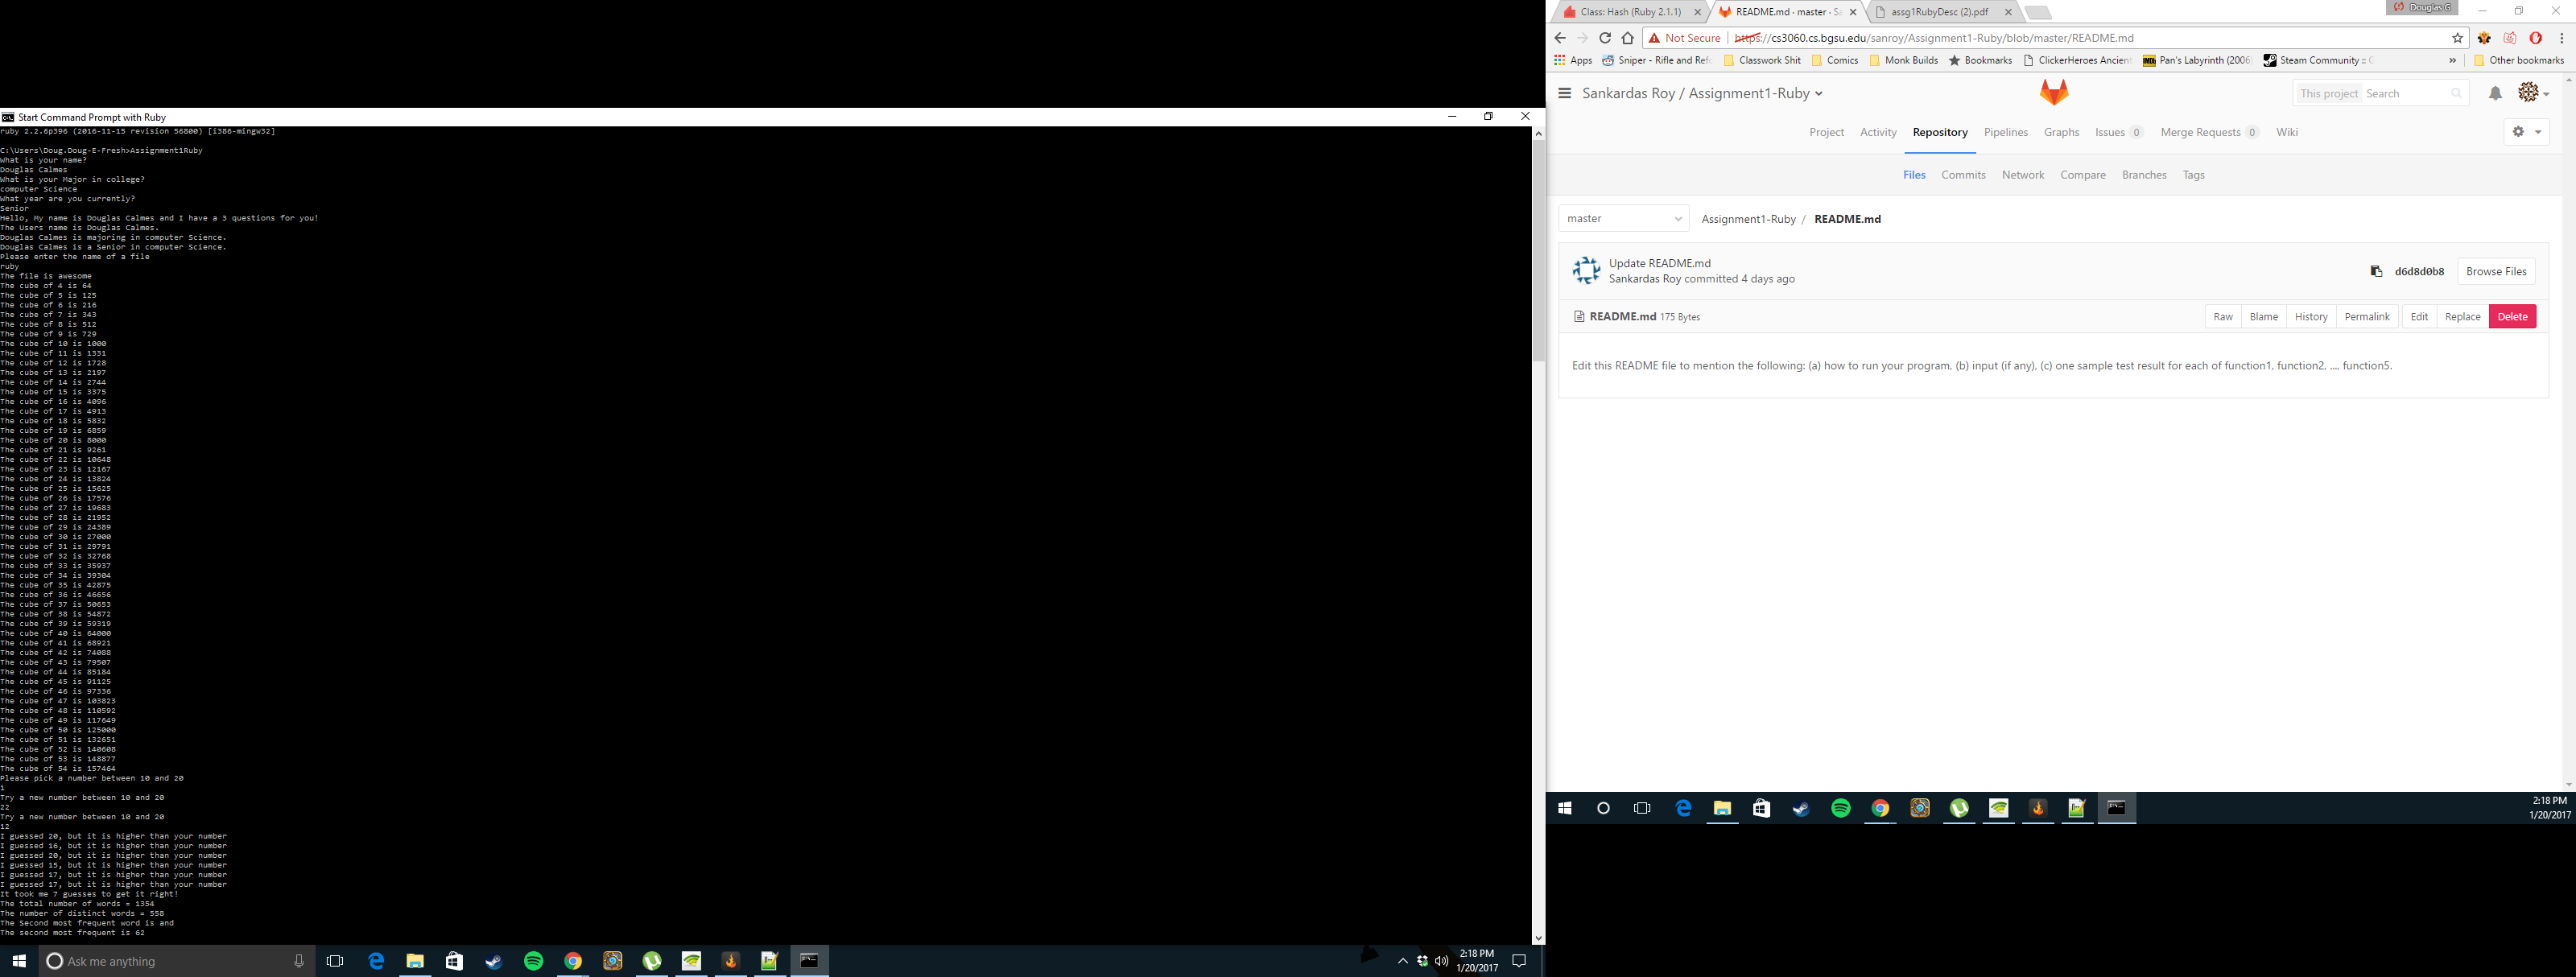 Start Command Prompt with Ruby
ruby 2.2.6p396 (2016-11-15 revision 56800) [i386-mingw32]
C:\Users\Doug.Doug-E-Fresh>Assignment1Ruby
What is your name?
Douglas Calmes
What is your Major in college?
computer Science
What year are you currently?
Senior
Hello, My name is Douglas Calmes and I have a 3 questions for you!
The Users name is Douglas Calmes.
Douglas Calmes is majoring in computer Science.
Douglas Calmes is a Senior in computer Science.
Please enter the name of a file
ruby
The file is awesome
The cube of 4 is 64
The cube of 5 is 125
The cube of 6 is 216
The cube of 7 is 343
The cube of 8 is 512
The cube of 9 is 729
The cube of 10 is 1000
The cube of 11 is 1331
The cube of 12 is 1728
The cube of 13 is 2197
The cube of 14 is 2744
The cube of 15 is 3375
The cube of 16 is 4096
The cube of 17 is 4913
The cube of 18 is 5832
The cube of 19 is 6859
The cube of 20 is 8000
The cube of 21 is 9261
The cube of 22 is 10648
The cube of 23 is 12167
The cube of 24 is 13824
The cube of 25 is 15625
The cube of 26 is 17576
The cube of 27 is 19683
The cube of 28 is 21952
The cube of 29 is 24389
The cube of 30 is 27000
The cube of 31 is 29791
The cube of 32 is 32768
The cube of 33 is 35937
The cube of 34 is 39304
The cube of 35 is 42875
The cube of 36 is 46656
The cube of 37 is 50653
The cube of 38 is 54872
The cube of 39 is 59319
The cube of 40 is 64000
The cube of 41 is 68921
The cube of 42 is 74088
The cube of 43 is 79507
The cube of 44 is 85184
The cube of 45 is 91125
The cube of 46 is 97336
The cube of 47 is 103823
The cube of 48 is 110592
The cube of 49 is 117649
The cube of 50 is 125000
The cube of 51 is 132651
The cube of 52 is 140608
The cube of 53 is 148877
The cube of 54 is 157464
Please pick a number between 10 and 20
1
Try a new number between 10 and 20
22
Try a new number between 10 and 20
12
I guessed 20, but it is higher than your number
I guessed 16, but it is higher than your number
I guessed 20, but it is higher than your number
I guessed 15, but it is higher than your number
I guessed 17, but it is higher than your number
I guessed 17, but it is higher than your number
It took me 7 guesses to get it right!
The total number of words = 1354
The number of distinct words = 558
The Second most frequent word is and
The second most frequent is 62
Ask me anything
2:18 PM
1/20/2017
Class: Hash (Ruby 2.1.1)
README.md · master · Sa
assg1RubyDesc (2).pdf
Douglas G
Not Secure https://cs3060.cs.bgsu.edu/sanroy/Assignment1-Ruby/blob/master/README.md
Apps Sniper - Rifle and Ref Classwork Shit Comics Monk Builds Bookmarks ClickerHeroes Ancient Pan's Labyrinth (2006) Steam Community :: » Other bookmarks
Sankardas Roy / Assignment1-Ruby
This project Search
Project Activity Repository Pipelines Graphs Issues 0 Merge Requests 0 Wiki
Files Commits Network Compare Branches Tags
master Assignment1-Ruby / README.md
Update README.md
Sankardas Roy committed 4 days ago
d6d8d0b8 Browse Files
README.md 175 Bytes
Raw Blame History Permalink Edit Replace Delete
Edit this README file to mention the following: (a) how to run your program, (b) input (if any), (c) one sample test result for each of function1, function2, ..., function5.
2:18 PM
1/20/2017